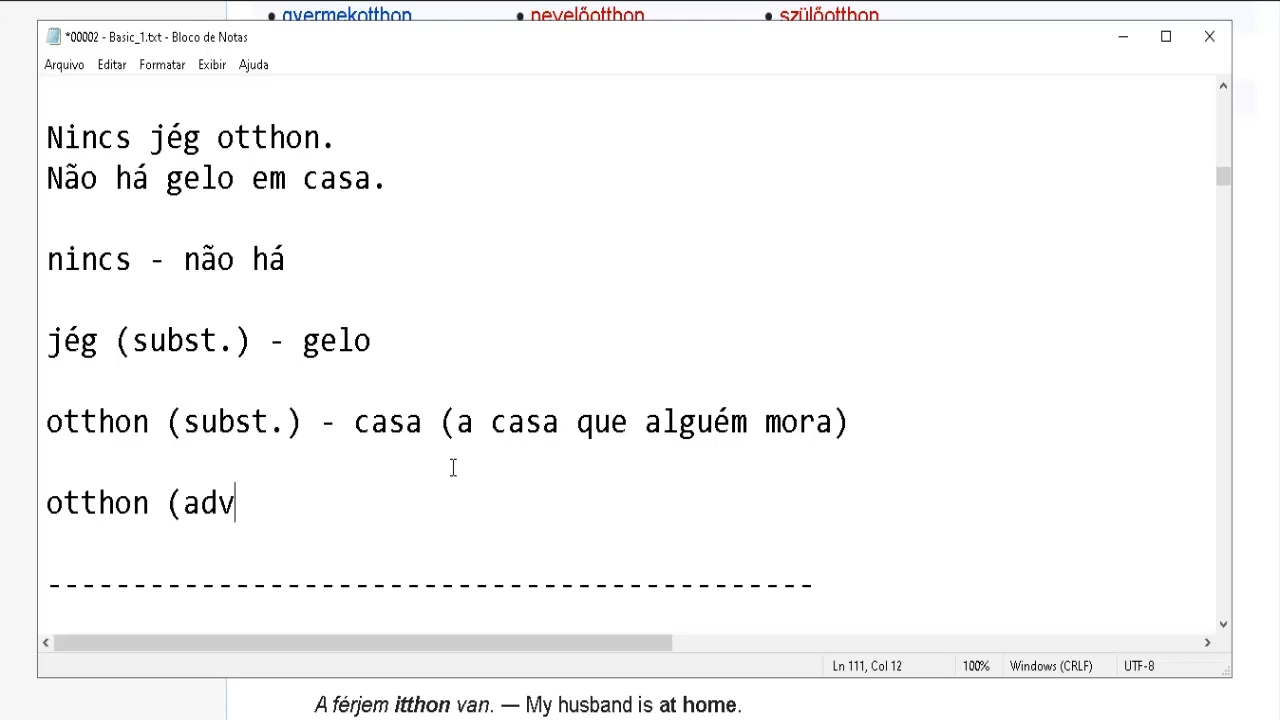 • gyermekotthon • nevelőotthon • szülőotthon
*00002 - Basic_1.txt - Bloco de Notas
Arquivo Editar Formatar Exibir Ajuda
Nincs jég otthon.
Não há gelo em casa.
nincs - não há
jég (subst.) - gelo
otthon (subst.) - casa (a casa que alguém mora)
otthon (adv
---------------------------------------------
Ln 111, Col 12 100% Windows (CRLF) UTF-8
A férjem itthon van. — My husband is at home.